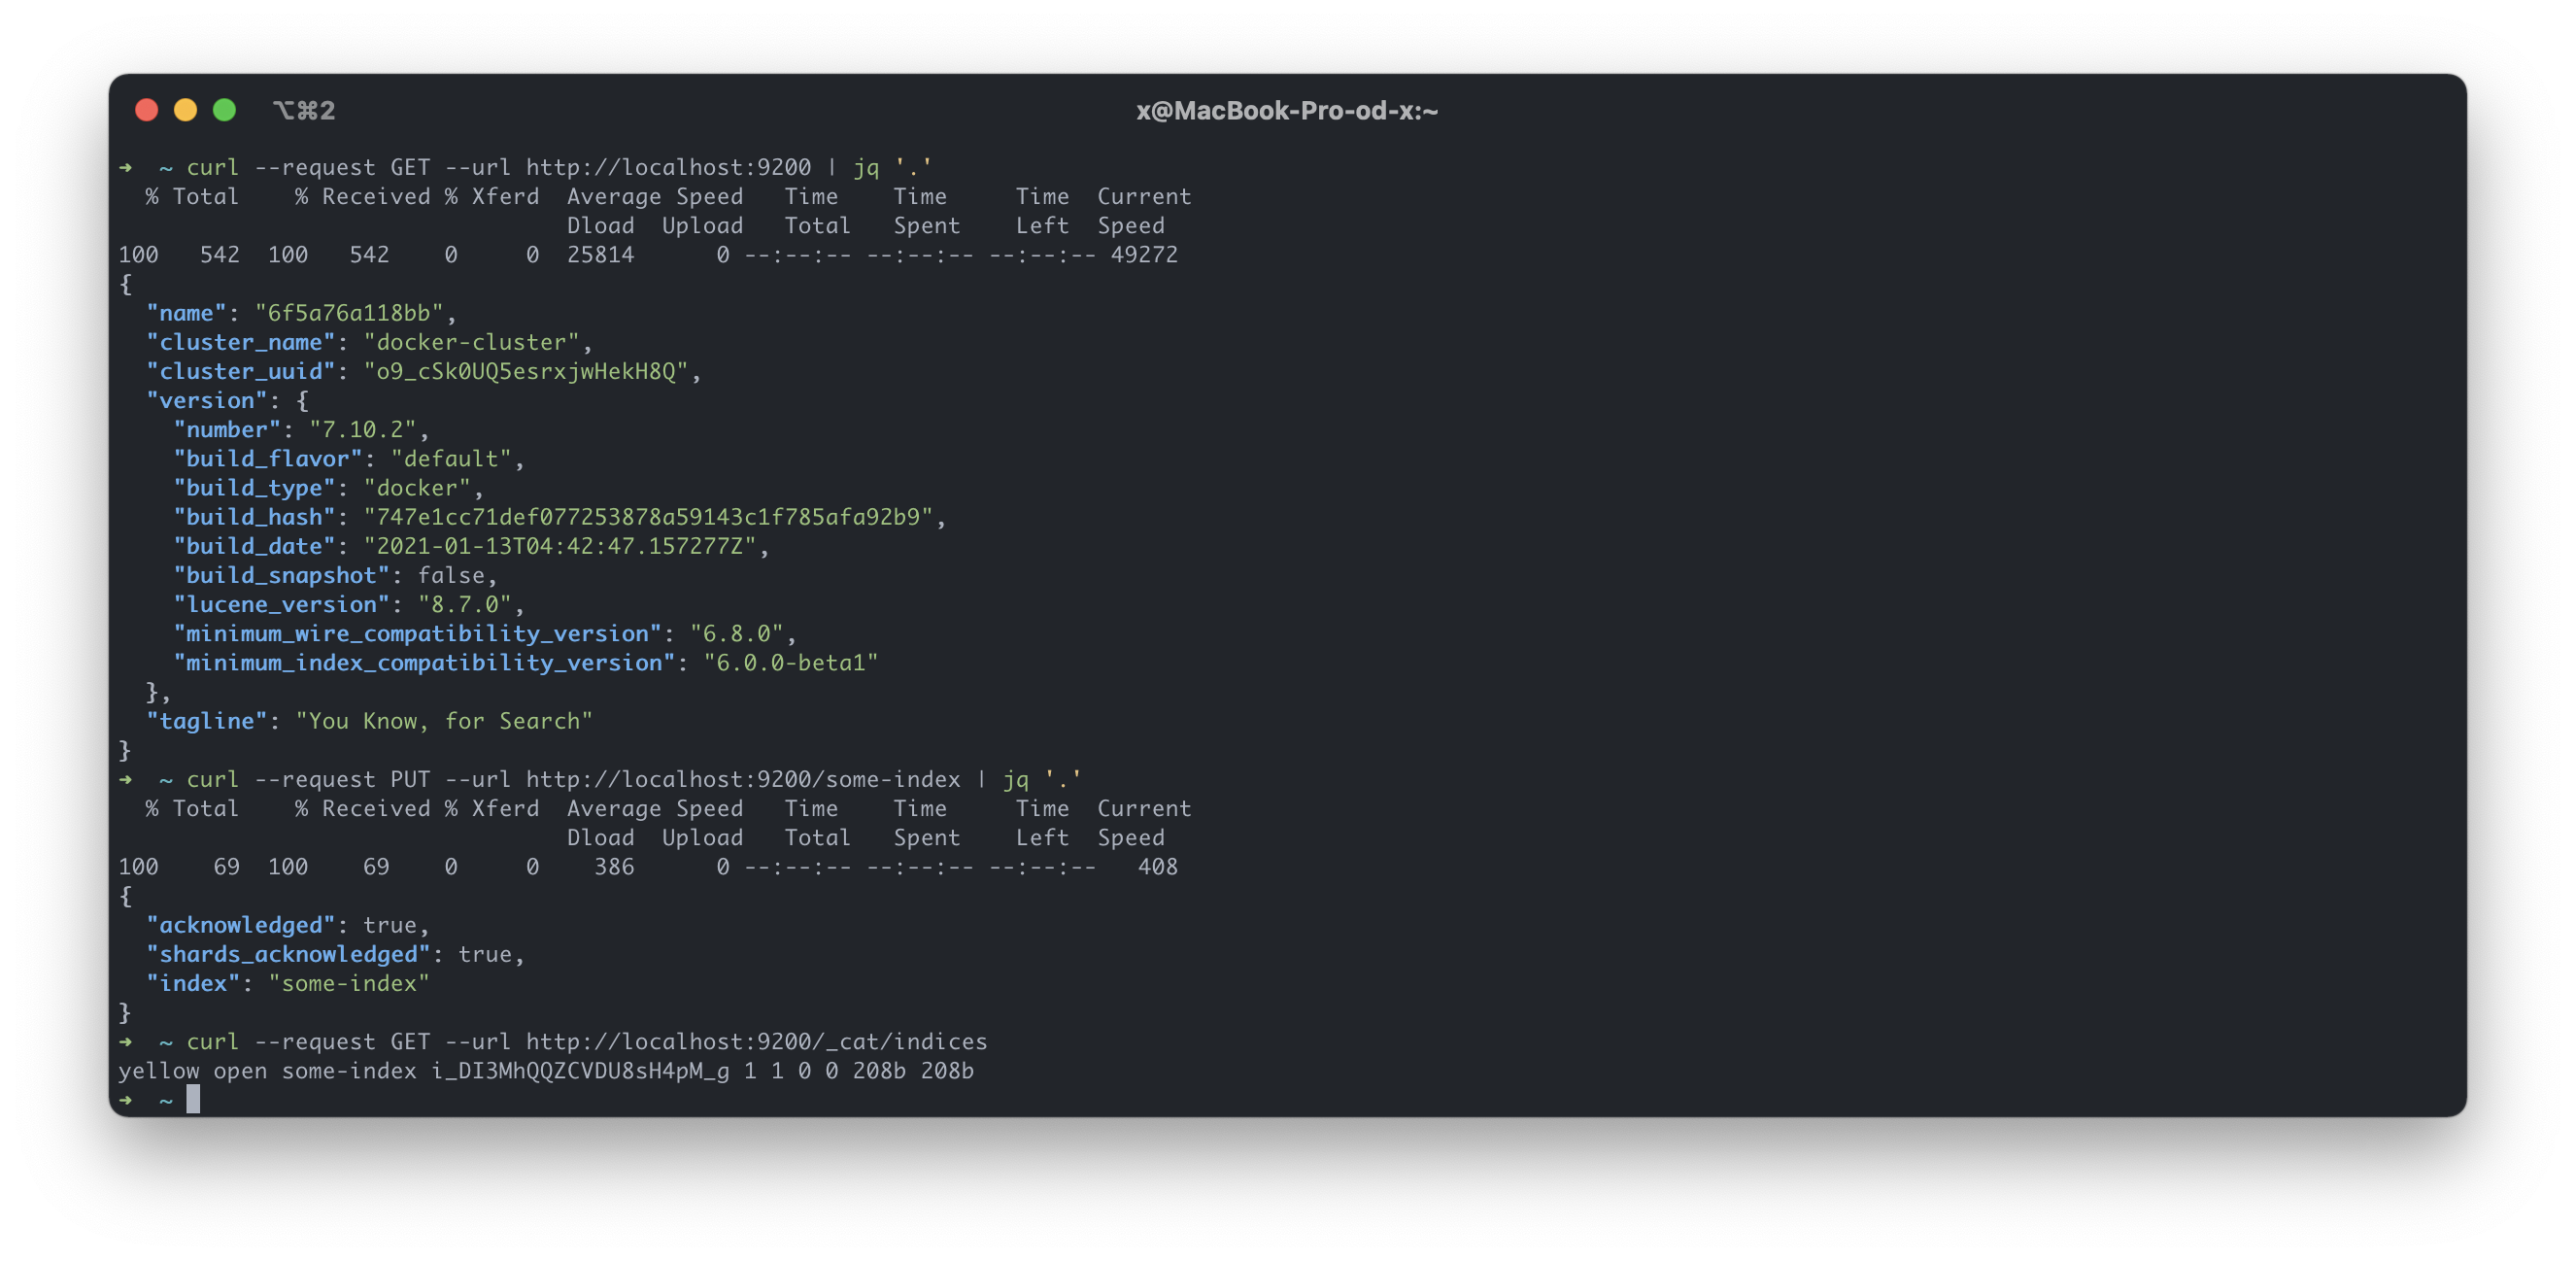 ⌥⌘2 x@MacBook-Pro-od-x:~
➜  ~ curl --request GET --url http://localhost:9200 | jq '.'
  % Total    % Received % Xferd  Average Speed   Time    Time     Time  Current
                                 Dload  Upload   Total   Spent    Left  Speed
100   542  100   542    0     0  25814      0 --:--:-- --:--:-- --:--:-- 49272
{
  "name": "6f5a76a118bb",
  "cluster_name": "docker-cluster",
  "cluster_uuid": "o9_cSk0UQ5esrxjwHekH8Q",
  "version": {
    "number": "7.10.2",
    "build_flavor": "default",
    "build_type": "docker",
    "build_hash": "747e1cc71def077253878a59143c1f785afa92b9",
    "build_date": "2021-01-13T04:42:47.157277Z",
    "build_snapshot": false,
    "lucene_version": "8.7.0",
    "minimum_wire_compatibility_version": "6.8.0",
    "minimum_index_compatibility_version": "6.0.0-beta1"
  },
  "tagline": "You Know, for Search"
}
➜  ~ curl --request PUT --url http://localhost:9200/some-index | jq '.'
  % Total    % Received % Xferd  Average Speed   Time    Time     Time  Current
                                 Dload  Upload   Total   Spent    Left  Speed
100    69  100    69    0     0    386      0 --:--:-- --:--:-- --:--:--   408
{
  "acknowledged": true,
  "shards_acknowledged": true,
  "index": "some-index"
}
➜  ~ curl --request GET --url http://localhost:9200/_cat/indices
yellow open some-index i_DI3MhQQZCVDU8sH4pM_g 1 1 0 0 208b 208b
➜  ~